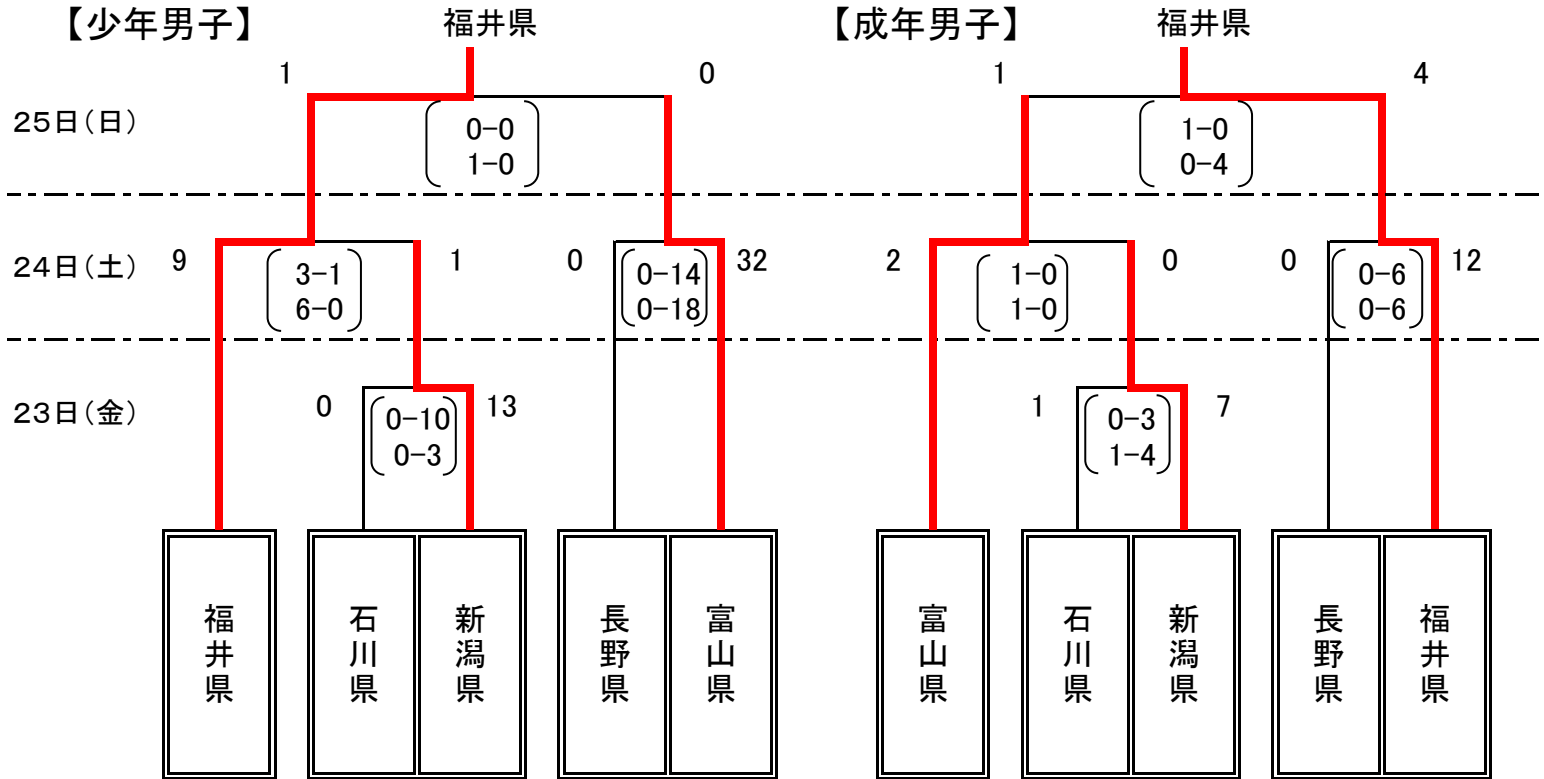 【少年男子】 福井県 【成年男子】 福井県
1 0 1 4
25日(日)
0-0 1-0
1-0 0-4
24日(土) 9 1 0 32 2 0 0 12
3-1 0-14 1-0 0-6
6-0 0-18 1-0 0-6
23日(金) 0 13 1 7
0-10 0-3
0-3 1-4
福井県 石川県 新潟県 長野県 富山県 富山県 石川県 新潟県 長野県 福井県